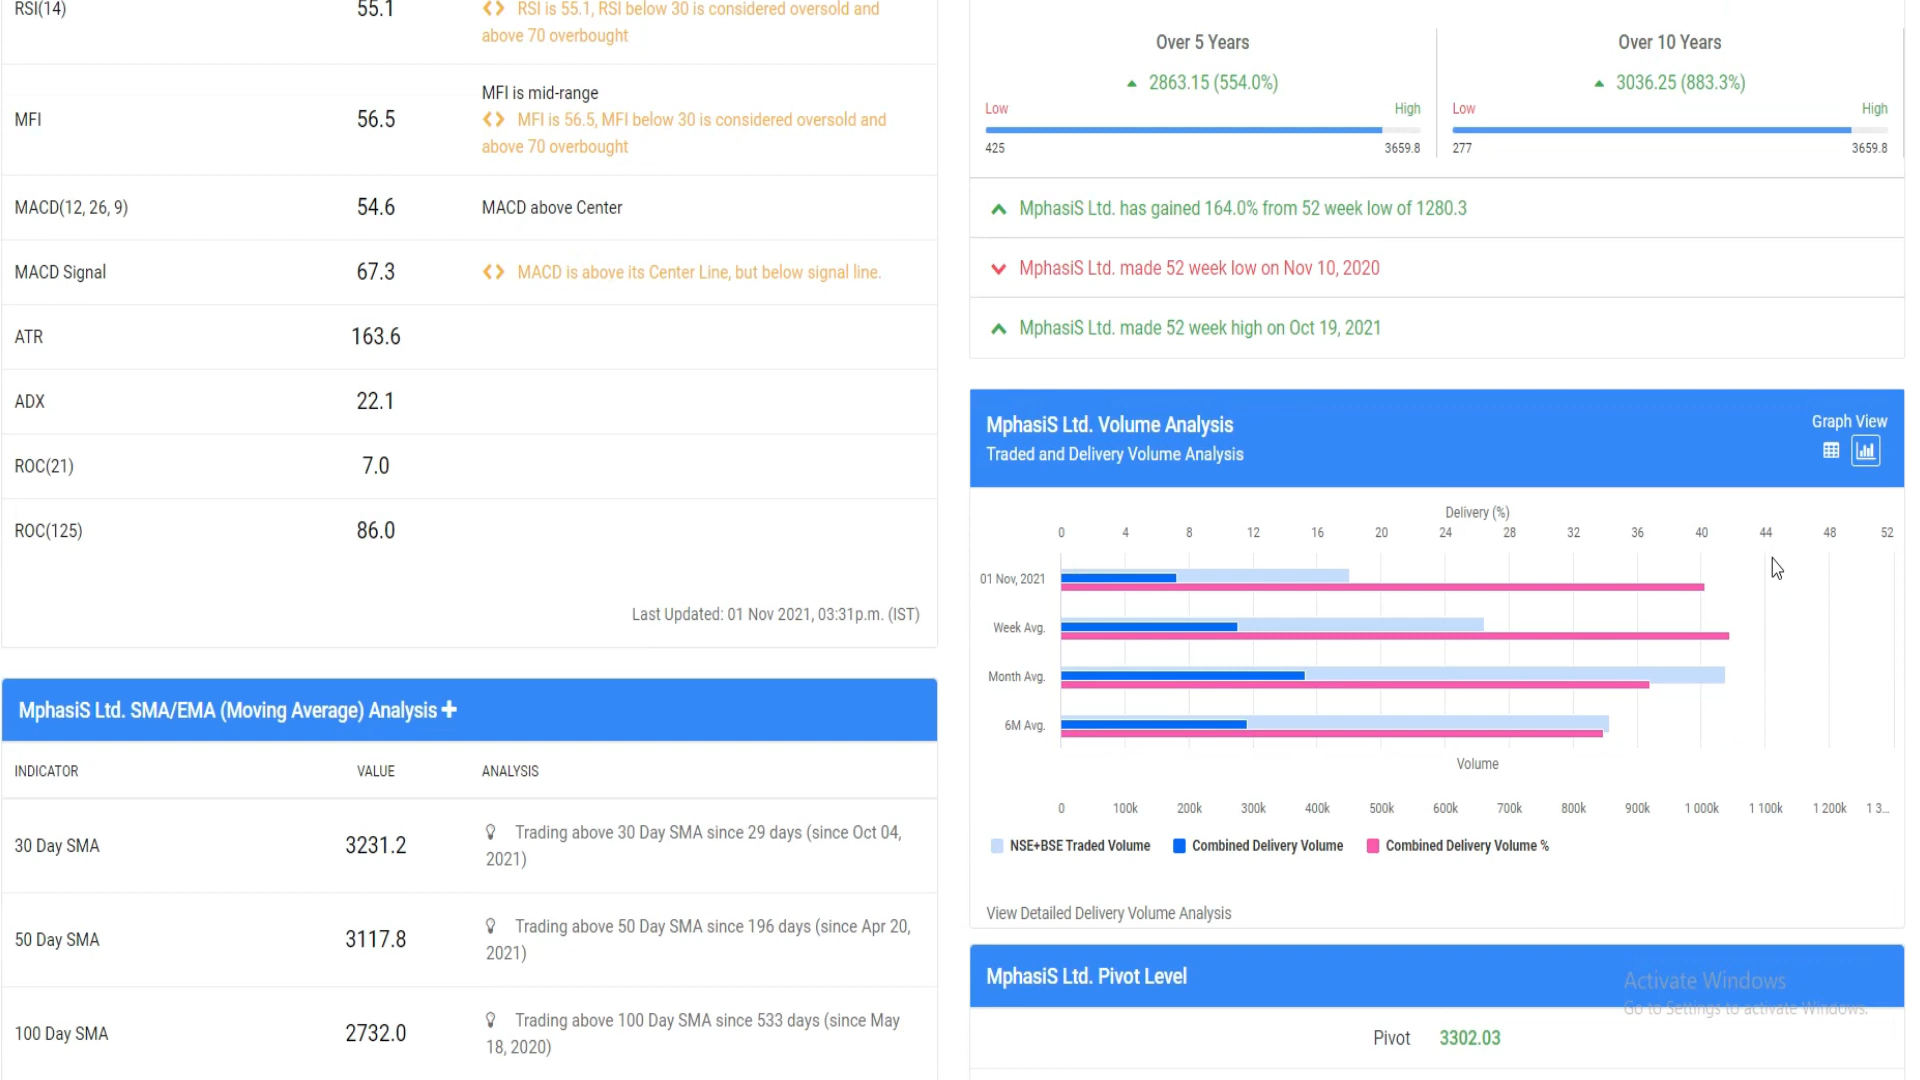 RSI(14)
55.1
RSI is 55.1, RSI below 30 is considered oversold and
above 70 overbought
MFI
56.5
MFI is mid-range
MFI is 56.5, MFI below 30 is considered oversold and
above 70 overbought
MACD(12, 26, 9)
54.6
MACD above Center
MACD Signal
67.3
MACD is above its Center Line, but below signal line.
ATR
163.6
ADX
22.1
ROC(21)
7.0
ROC(125)
86.0
Last Updated: 01 Nov 2021, 03:31p.m. (IST)
MphasiS Ltd. SMA/EMA (Moving Average) Analysis
INDICATOR
VALUE
ANALYSIS
30 Day SMA
3231.2
Trading above 30 Day SMA since 29 days (since Oct 04,
2021)
50 Day SMA
3117.8
Trading above 50 Day SMA since 196 days (since Apr 20,
2021)
100 Day SMA
2732.0
Trading above 100 Day SMA since 533 days (since May
18, 2020)
Over 5 Years
2863.15 (554.0%)
Low
High
425
3659.8
Over 10 Years
3036.25 (883.3%)
Low
High
277
3659.8
MphasiS Ltd. has gained 164.0% from 52 week low of 1280.3
MphasiS Ltd. made 52 week low on Nov 10, 2020
MphasiS Ltd. made 52 week high on Oct 19, 2021
MphasiS Ltd. Volume Analysis
Traded and Delivery Volume Analysis
Graph View
Delivery (%)
0 4 8 12 16 20 24 28 32 36 40 44 48 52
01 Nov, 2021
Week Avg.
Month Avg.
6M Avg.
Volume
0 100k 200k 300k 400k 500k 600k 700k 800k 900k 1 000k 1 100k 1 200k 1 3...
NSE+BSE Traded Volume
Combined Delivery Volume
Combined Delivery Volume %
View Detailed Delivery Volume Analysis
MphasiS Ltd. Pivot Level
Activate Windows
Go to Settings to activate Windows.
Pivot
3302.03